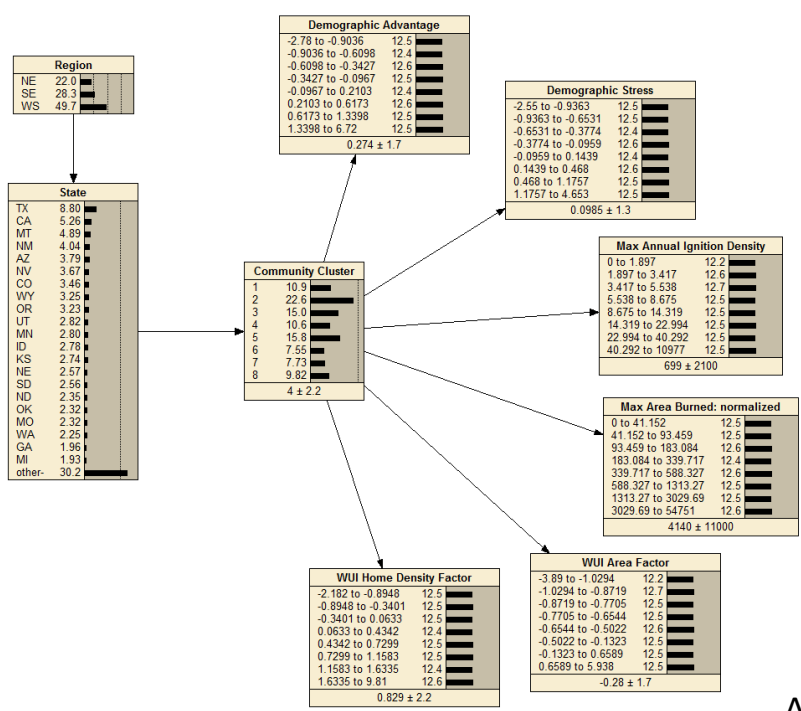 Demographic Advantage
-2.78 to -0.9036 12.5
-0.9036 to -0.6098 12.4
-0.6098 to -0.3427 12.6
-0.3427 to -0.0967 12.5
-0.0967 to 0.2103 12.4
0.2103 to 0.6173 12.6
0.6173 to 1.3398 12.5
1.3398 to 6.72 12.5
0.274 ± 1.7
Region
NE 22.0
SE 28.3
WS 49.7
Demographic Stress
-2.55 to -0.9363 12.5
-0.9363 to -0.6531 12.5
-0.6531 to -0.3774 12.4
-0.3774 to -0.0959 12.6
-0.0959 to 0.1439 12.4
0.1439 to 0.468 12.6
0.468 to 1.1757 12.5
1.1757 to 4.653 12.5
0.0985 ± 1.3
State
TX 8.80
CA 5.26
MT 4.89
NM 4.04
AZ 3.79
NV 3.67
CO 3.46
WY 3.25
OR 3.23
UT 2.82
MN 2.80
ID 2.78
KS 2.74
NE 2.57
SD 2.56
ND 2.35
OK 2.32
MO 2.32
WA 2.25
GA 1.96
MI 1.93
other- 30.2
Community Cluster
1 10.9
2 22.6
3 15.0
4 10.6
5 15.8
6 7.55
7 7.73
8 9.82
4 ± 2.2
Max Annual Ignition Density
0 to 1.897 12.2
1.897 to 3.417 12.6
3.417 to 5.538 12.7
5.538 to 8.675 12.5
8.675 to 14.319 12.5
14.319 to 22.994 12.5
22.994 to 40.292 12.5
40.292 to 10977 12.5
699 ± 2100
Max Area Burned: normalized
0 to 41.152 12.5
41.152 to 93.459 12.5
93.459 to 183.084 12.6
183.084 to 339.717 12.4
339.717 to 588.327 12.6
588.327 to 1313.27 12.5
1313.27 to 3029.69 12.5
3029.69 to 54751 12.6
4140 ± 11000
WUI Home Density Factor
-2.182 to -0.8948 12.5
-0.8948 to -0.3401 12.5
-0.3401 to 0.0633 12.5
0.0633 to 0.4342 12.4
0.4342 to 0.7299 12.5
0.7299 to 1.1583 12.5
1.1583 to 1.6335 12.4
1.6335 to 9.81 12.6
0.829 ± 2.2
WUI Area Factor
-3.89 to -1.0294 12.2
-1.0294 to -0.8719 12.7
-0.8719 to -0.7705 12.5
-0.7705 to -0.6544 12.5
-0.6544 to -0.5022 12.6
-0.5022 to -0.1323 12.5
-0.1323 to 0.6589 12.5
0.6589 to 5.938 12.5
-0.28 ± 1.7